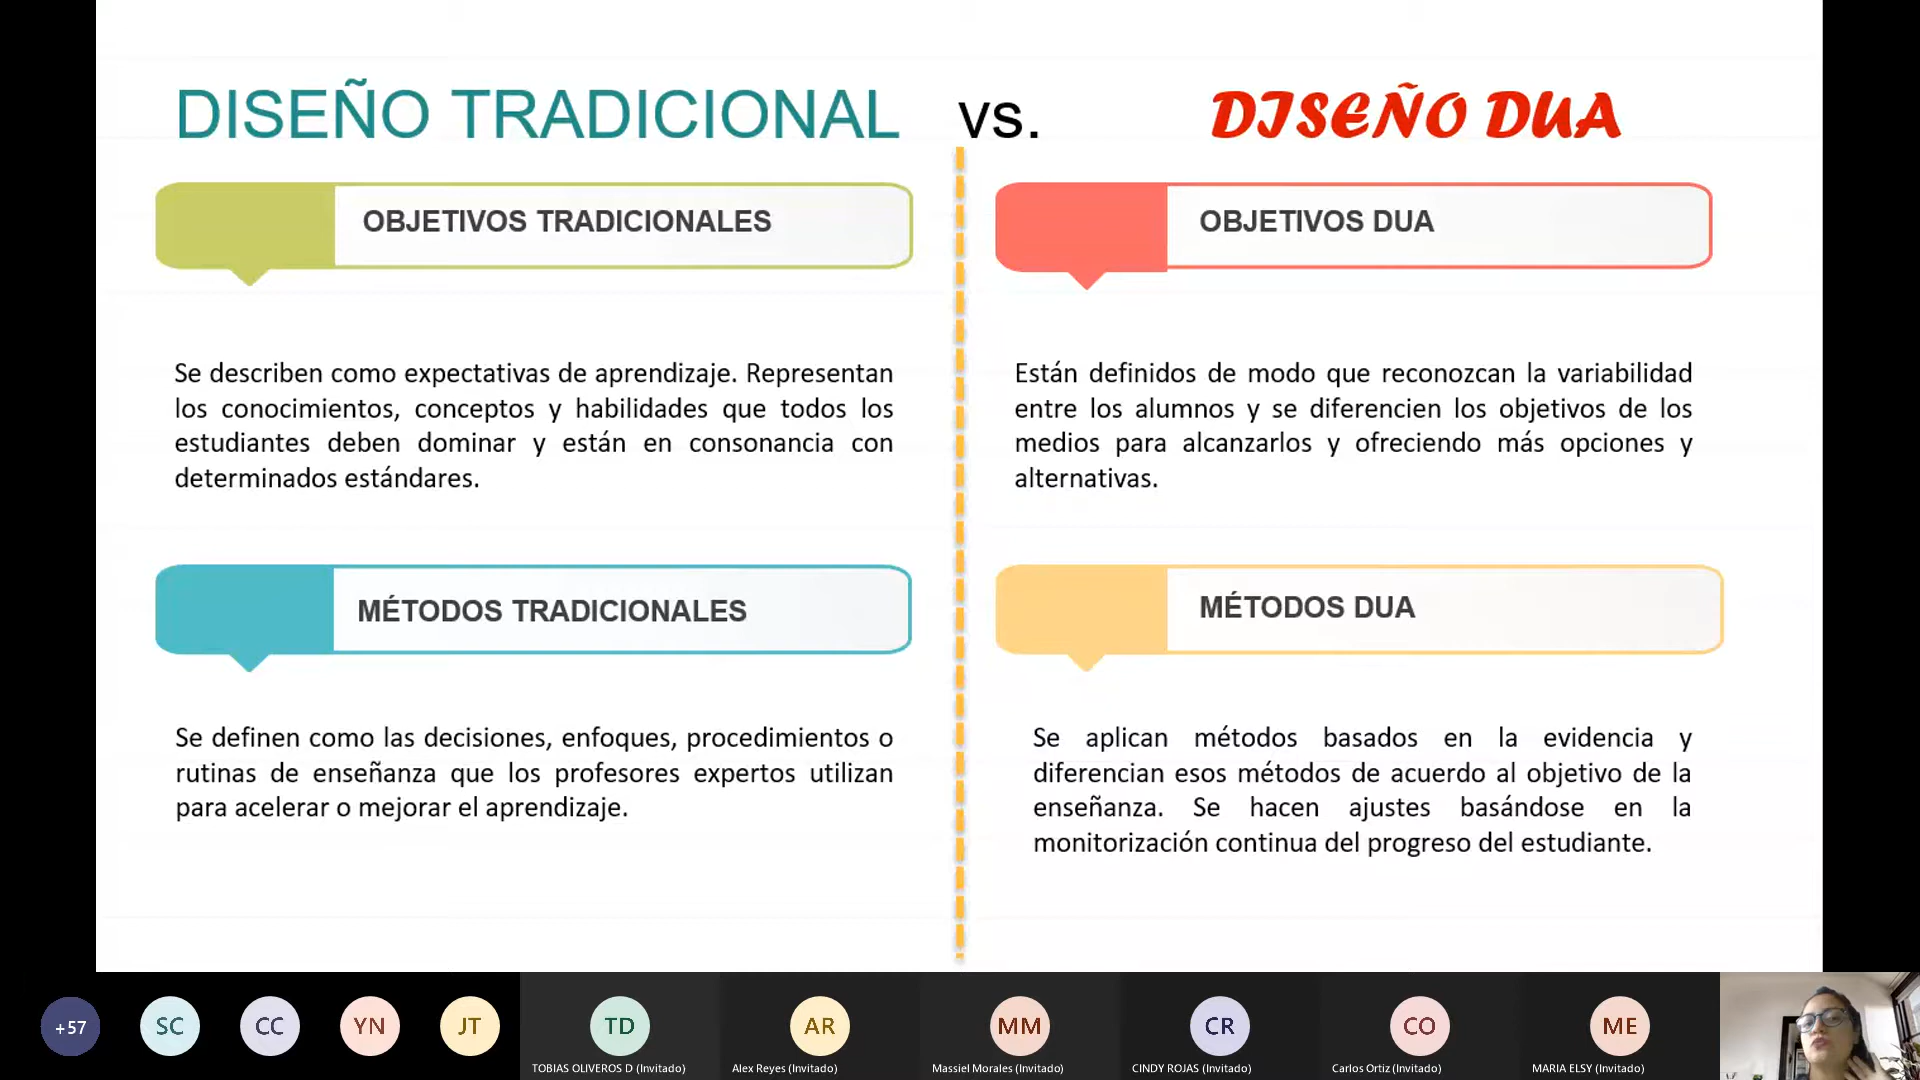 DISEÑO TRADICIONAL vs. DISEÑO DUA
OBJETIVOS TRADICIONALES
Se describen como expectativas de aprendizaje. Representan
los conocimientos, conceptos y habilidades que todos los
estudiantes deben dominar y están en consonancia con
determinados estándares.
MÉTODOS TRADICIONALES
Se definen como las decisiones, enfoques, procedimientos o
rutinas de enseñanza que los profesores expertos utilizan
para acelerar o mejorar el aprendizaje.
OBJETIVOS DUA
Están definidos de modo que reconozcan la variabilidad
entre los alumnos y se diferencien los objetivos de los
medios para alcanzarlos y ofreciendo más opciones y
alternativas.
MÉTODOS DUA
Se aplican métodos basados en la evidencia y
diferencian esos métodos de acuerdo al objetivo de la
enseñanza. Se hacen ajustes basándose en la
monitorización continua del progreso del estudiante.
+57 SC CC YN JT TD AR MM CR CO ME
TOBIAS OLIVEROS D (Invitado) Alex Reyes (Invitado) Massiel Morales (Invitado) CINDY ROJAS (Invitado) Carlos Ortiz (Invitado) MARIA ELSY (Invitado)